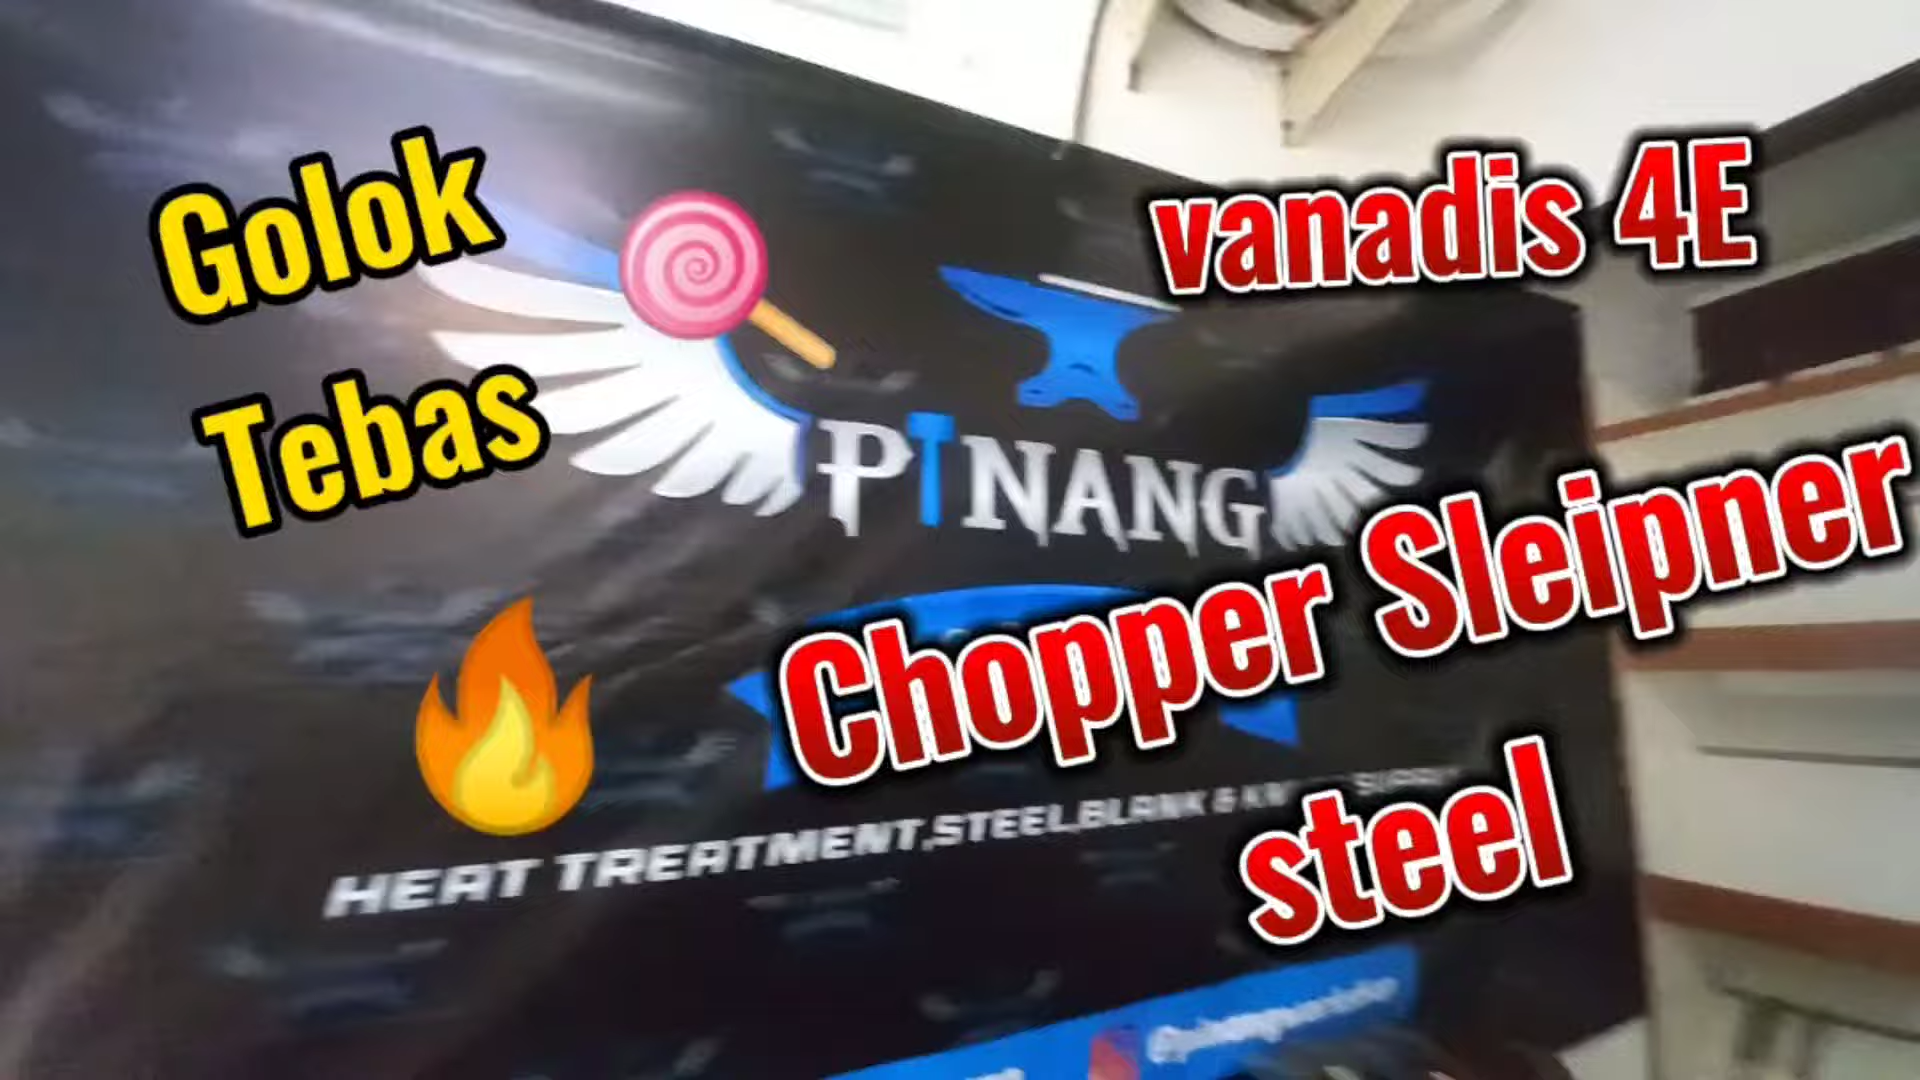 Golok
Tebas
vanadis 4E
PINANG
Chopper Sleipner
steel
HEAT TREATMENT,STEEL,BLANK &